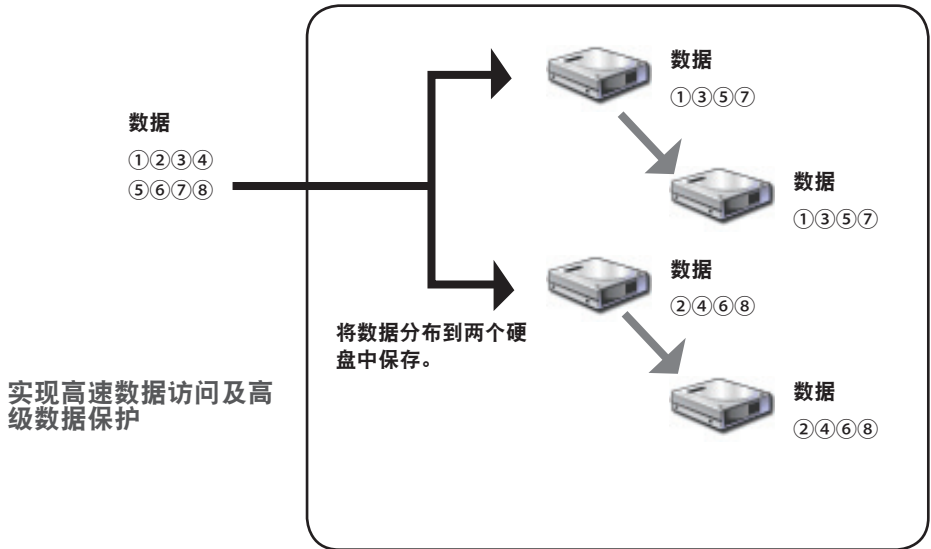 数据
①②③④
⑤⑥⑦⑧
数据
①③⑤⑦
数据
①③⑤⑦
数据
②④⑥⑧
将数据分布到两个硬
盘中保存。
数据
②④⑥⑧
实现高速数据访问及高
级数据保护